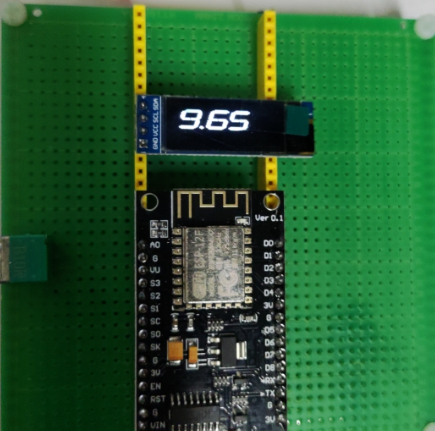 GND VCC SCL SDA
9.65
Ver 0.1
A0
G
VU
S3
S2
S1
SC
SO
SK
G
3V
EN
RST
G
VIN
D0
D1
D2
D3
D4
3V
G
D5
D6
D7
D8
RX
TX
G
3V